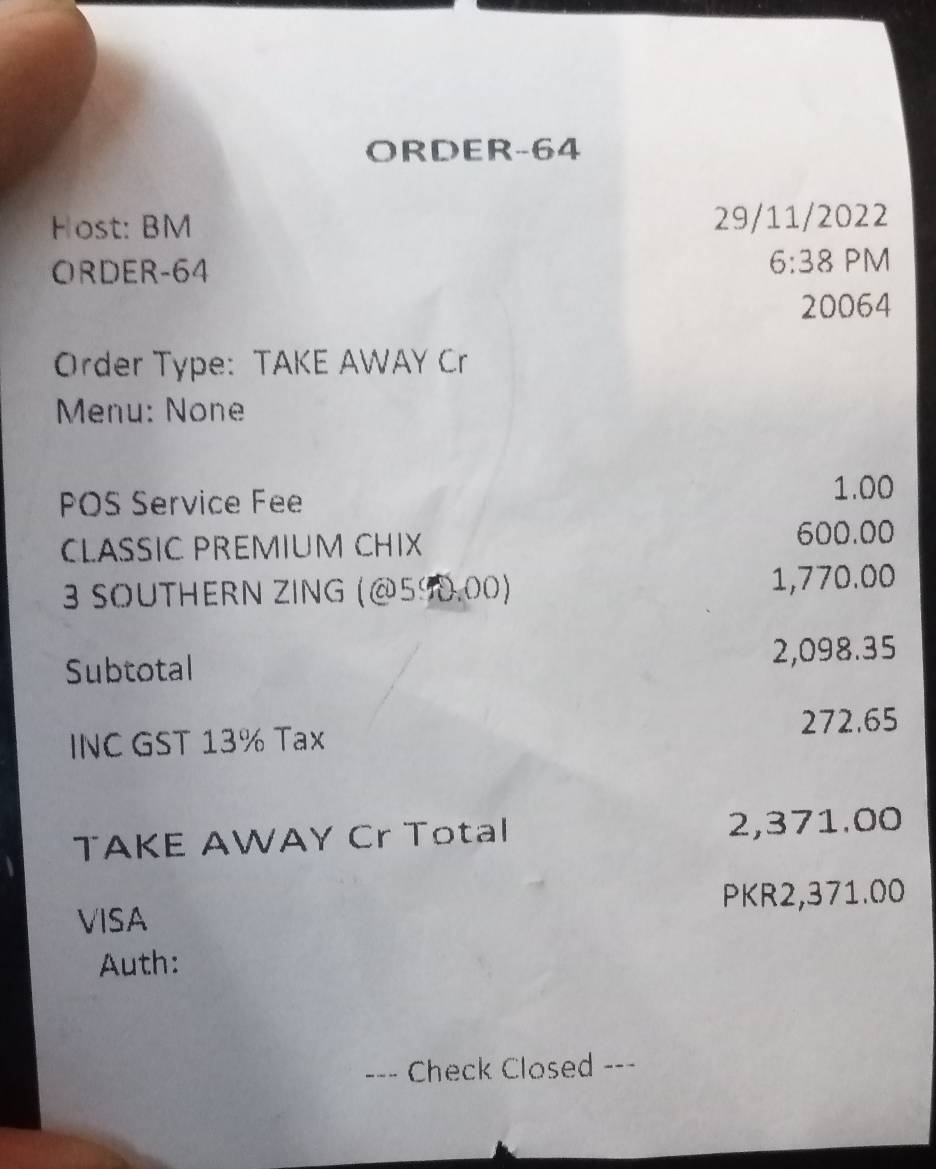 ORDER-64
Host: BM 29/11/2022
ORDER-64 6:38 PM
20064
Order Type: TAKE AWAY Cr
Menu: None
POS Service Fee 1.00
CLASSIC PREMIUM CHIX 600.00
3 SOUTHERN ZING (@590.00) 1,770.00
Subtotal 2,098.35
INC GST 13% Tax 272.65
TAKE AWAY Cr Total 2,371.00
VISA PKR2,371.00
Auth:
--- Check Closed ---